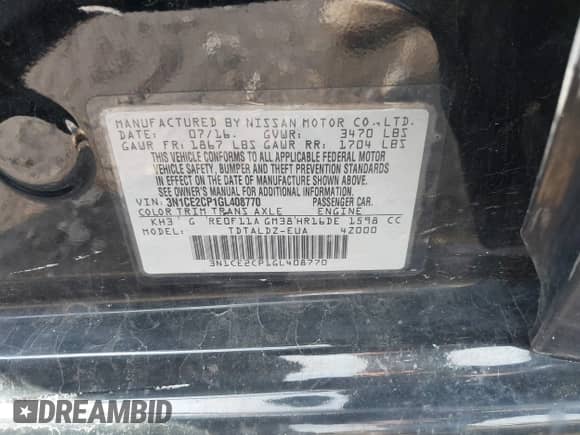 MANUFACTURED BY NISSAN MOTOR CO.,LTD.
DATE: 07/16. GVWR: 3470 LBS
GAWR FR: 1867 LBS GAWR RR: 1704 LBS
THIS VEHICLE CONFORMS TO ALL APPLICABLE FEDERAL MOTOR
VEHICLE SAFETY, BUMPER, AND THEFT PREVENTION STANDARDS
IN EFFECT ON THE DATE OF MANUFACTURE SHOWN ABOVE.
SEE OWNER'S MANUAL FOR ADDITIONAL INFORMATION.
VIN: 3N1CE2CP1GL408770 PASSENGER CAR.
COLOR TRIM TRANS AXLE ENGINE
KH3 G RE0F11A GM38 HR16DE 1598 CC
MODEL: TDTALDZ-EUA 4Z000
3N1CE2CP1GL408770
DREAMBID